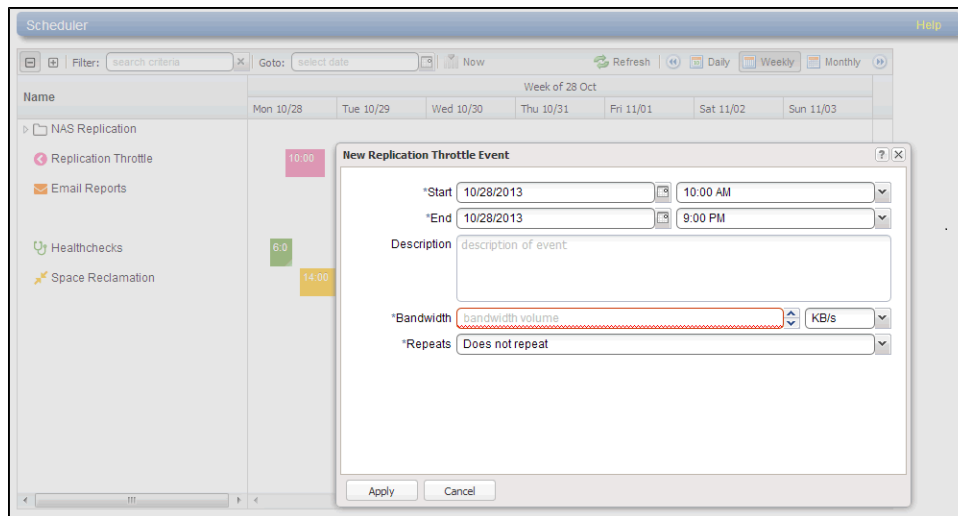 Scheduler Help
Filter: search criteria Goto: select date Now Refresh Daily Weekly Monthly
Name
Week of 28 Oct
Mon 10/28 Tue 10/29 Wed 10/30 Thu 10/31 Fri 11/01 Sat 11/02 Sun 11/03
NAS Replication
Replication Throttle 10:00
Email Reports
Healthchecks 6:0
Space Reclamation 14:00
New Replication Throttle Event ?
*Start 10/28/2013 10:00 AM
*End 10/28/2013 9:00 PM
Description description of event
*Bandwidth bandwidth volume KB/s
*Repeats Does not repeat
Apply Cancel